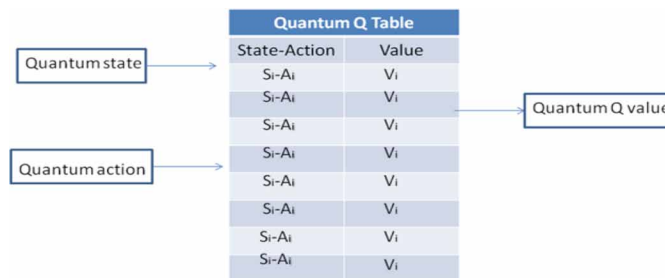 Quantum Q Table
State-Action Value
Quantum state
Si-Ai Vi
Si-Ai Vi
Quantum Q value
Si-Ai Vi
Si-Ai Vi
Quantum action
Si-Ai Vi
Si-Ai Vi
Si-Ai Vi
Si-Ai Vi